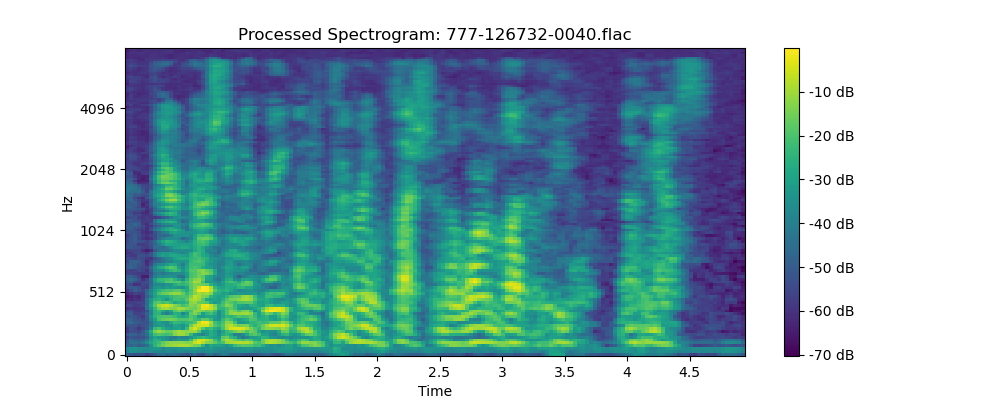 Processed Spectrogram: 777-126732-0040.flac
Hz
4096
2048
1024
512
0
0 0.5 1 1.5 2 2.5 3 3.5 4 4.5
Time
-10 dB
-20 dB
-30 dB
-40 dB
-50 dB
-60 dB
-70 dB